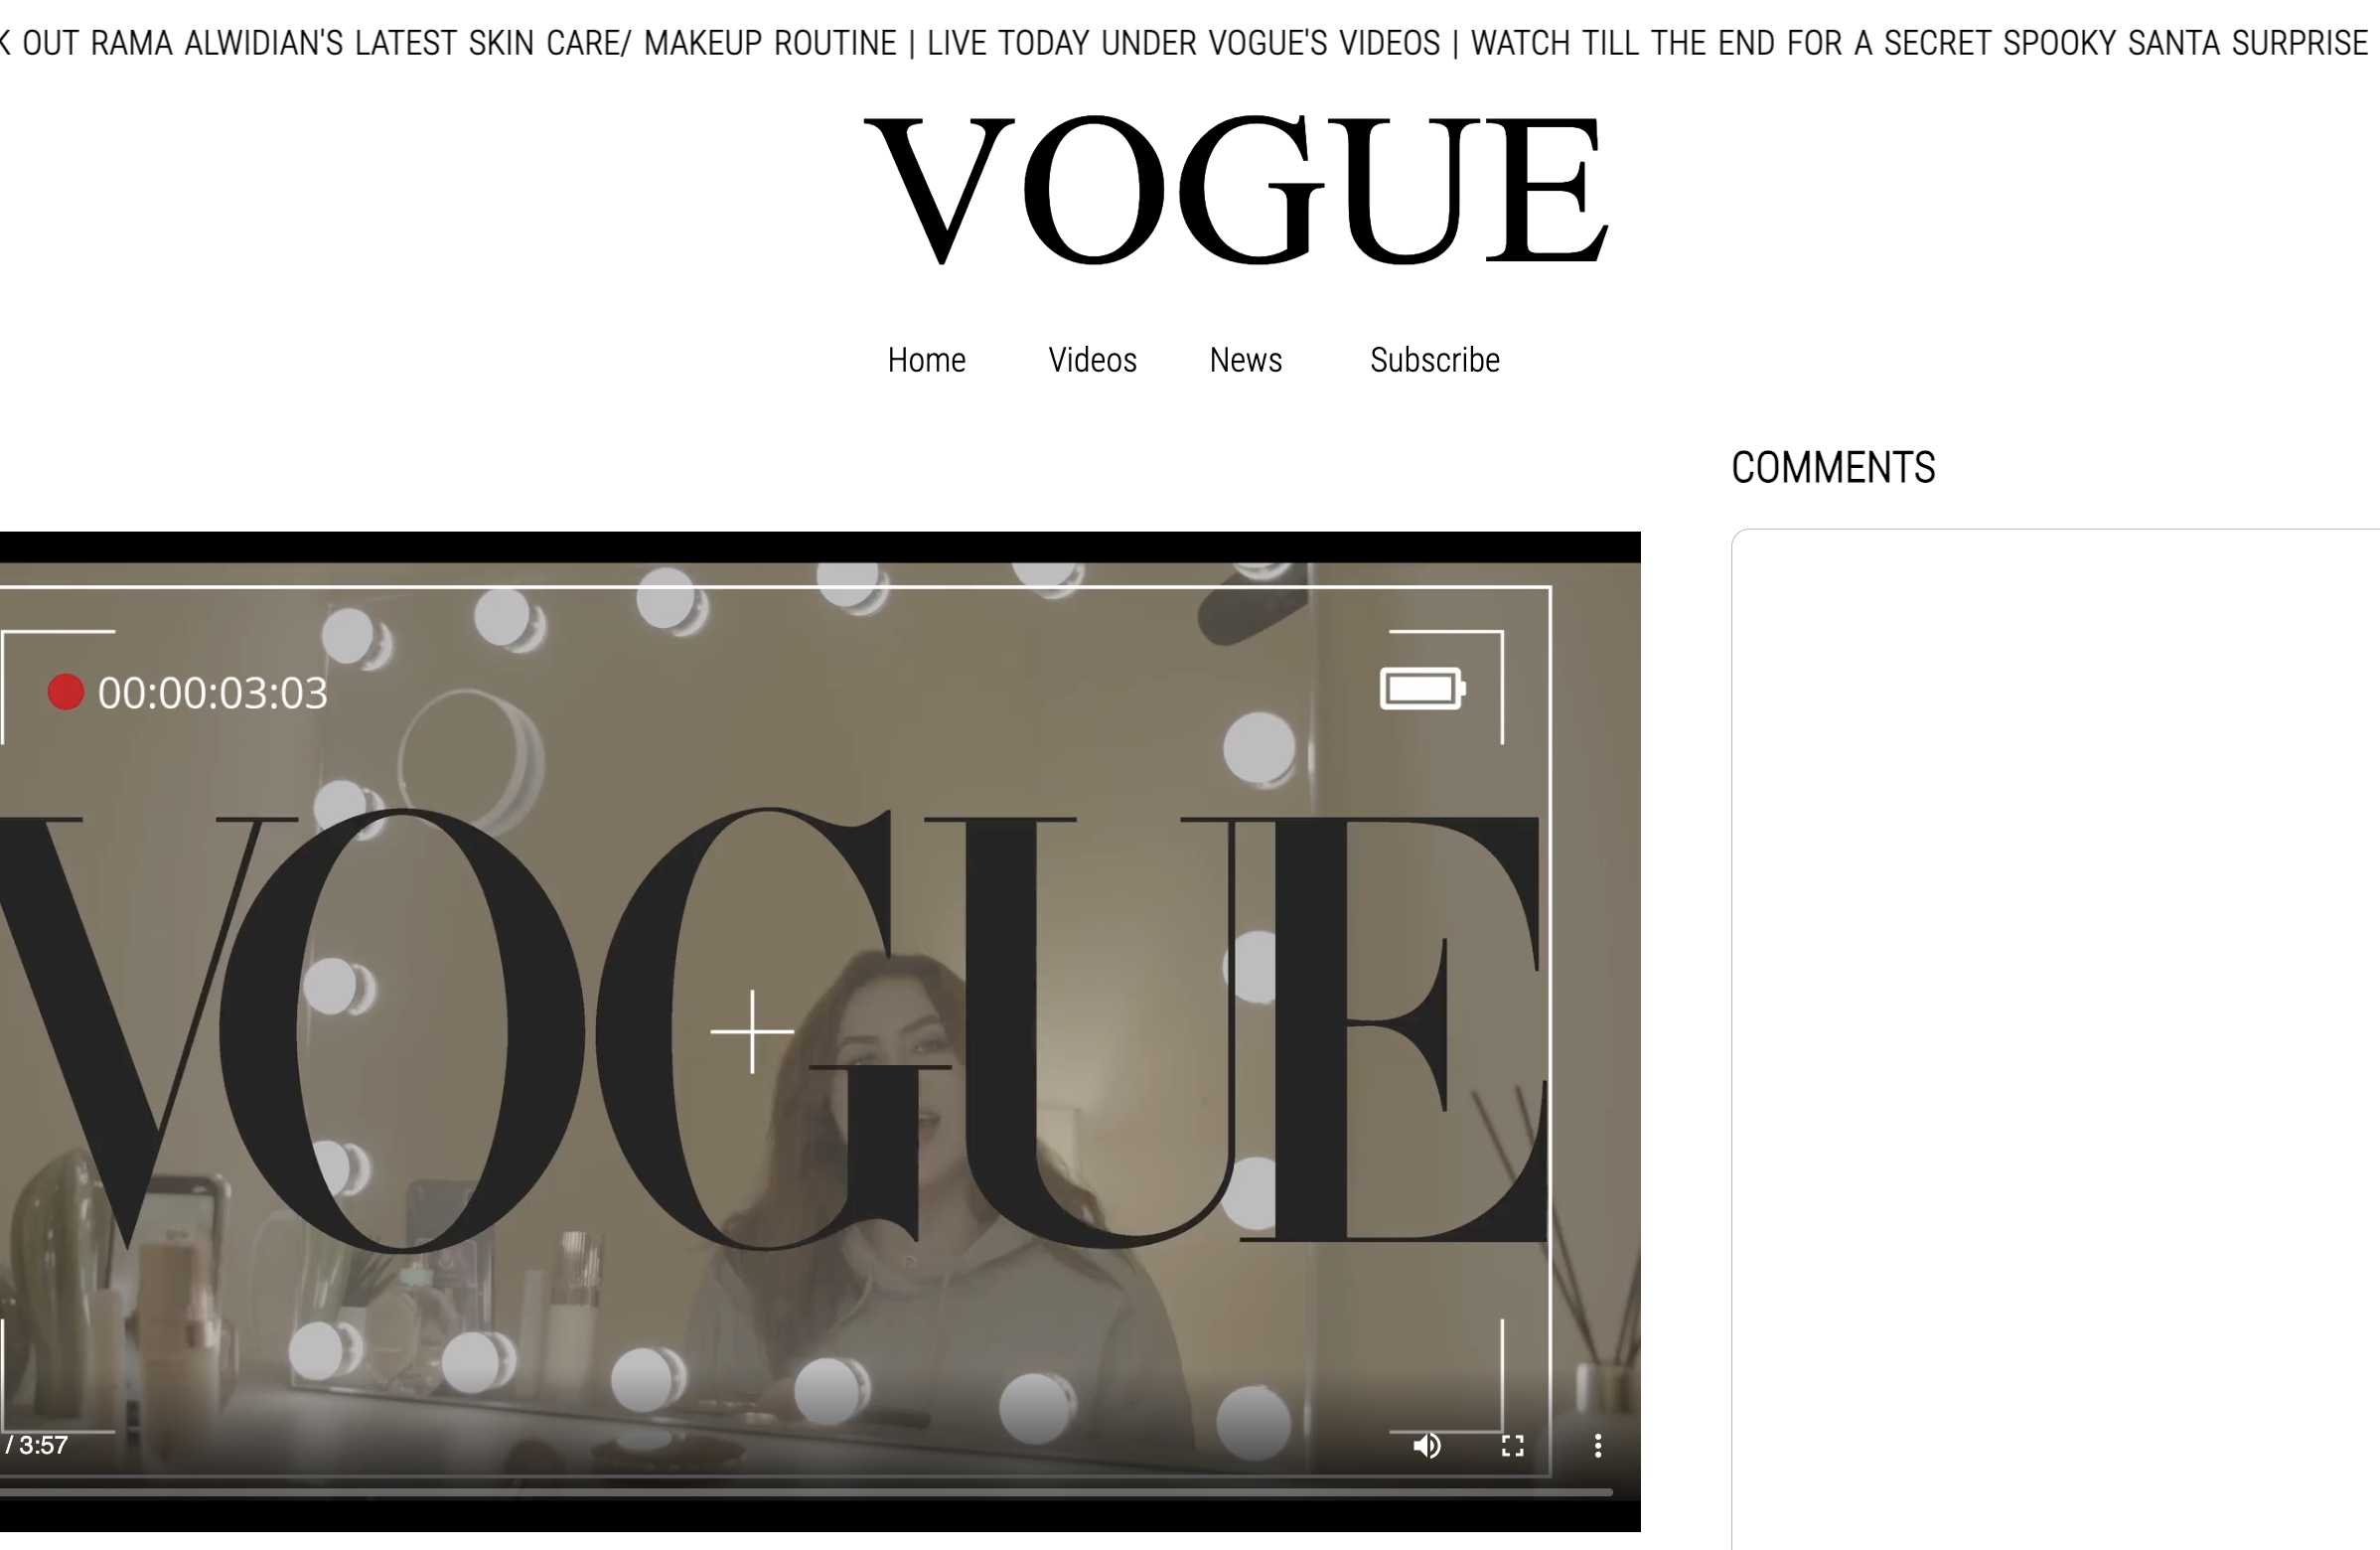 K OUT RAMA ALWIDIAN'S LATEST SKIN CARE/ MAKEUP ROUTINE | LIVE TODAY UNDER VOGUE'S VIDEOS | WATCH TILL THE END FOR A SECRET SPOOKY SANTA SURPRISE
VOGUE
Home Videos News Subscribe
COMMENTS
00:00:03:03
VOGUE
/ 3:57